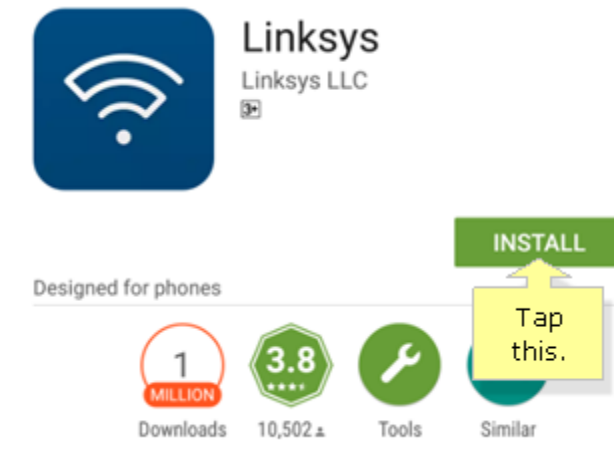 Linksys
Linksys LLC
3+
INSTALL
Designed for phones
Tap
this.
1
MILLION
3.8
Downloads
10,502
Tools
Similar